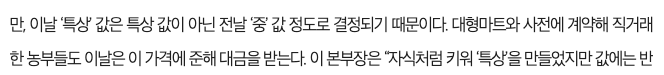 만, 이날 ‘특상’ 값은 특상 값이 아닌 전날 ‘중’ 값 정도로 결정되기 때문이다. 대형마트와 사전에 계약해 직거래
한 농부들도 이날은 이 가격에 준해 대금을 받는다. 이 본부장은 “자식처럼 키워 ‘특상’을 만들었지만 값에는 반